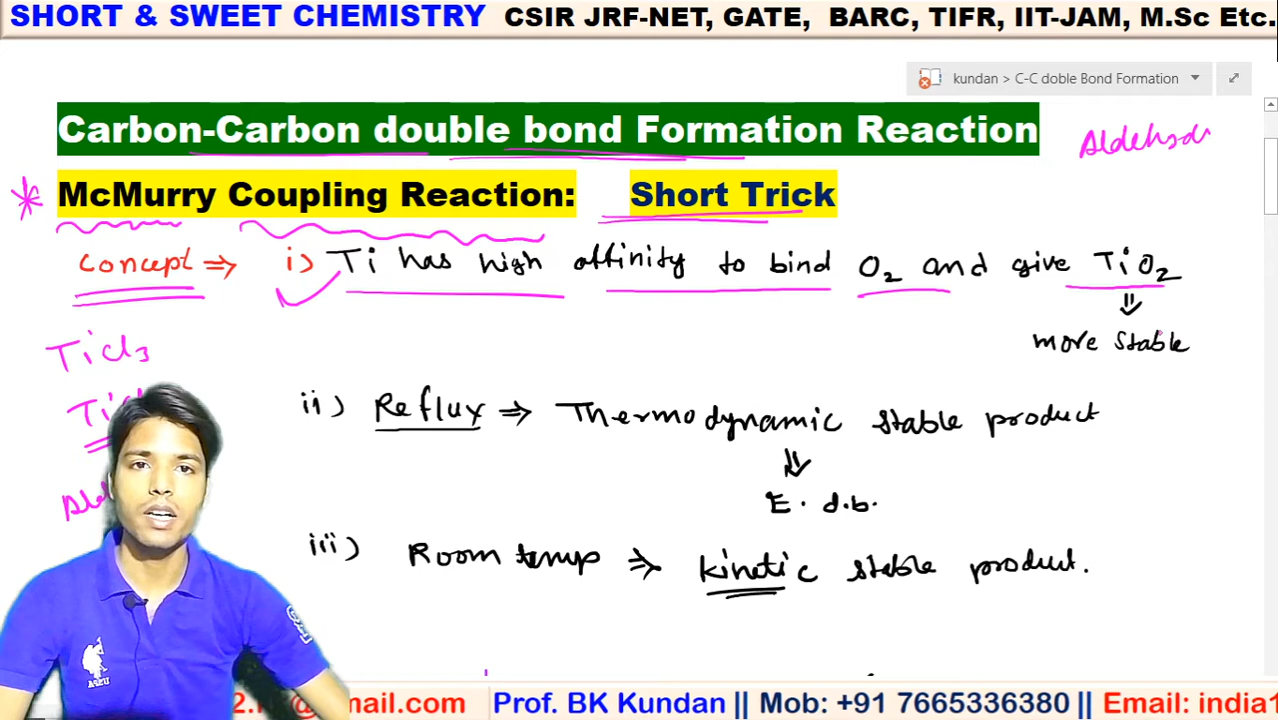 SHORT & SWEET CHEMISTRY CSIR JRF-NET, GATE, BARC, TIFR, IIT-JAM, M.Sc Etc.
kundan > C-C doble Bond Formation
Carbon-Carbon double bond Formation Reaction
McMurry Coupling Reaction: Short Trick
Concept ⇒ i) Ti has high affinity to bind O2 and give TiO2
⇓
more stable
TiCl3
ii) Reflux ⇒ Thermodynamic stable product
⇓
E. d.b.
iii) Room temp ⇒ kinetic stable product.
@gmail.com Prof. BK Kundan || Mob: +91 7665336380 || Email: india1